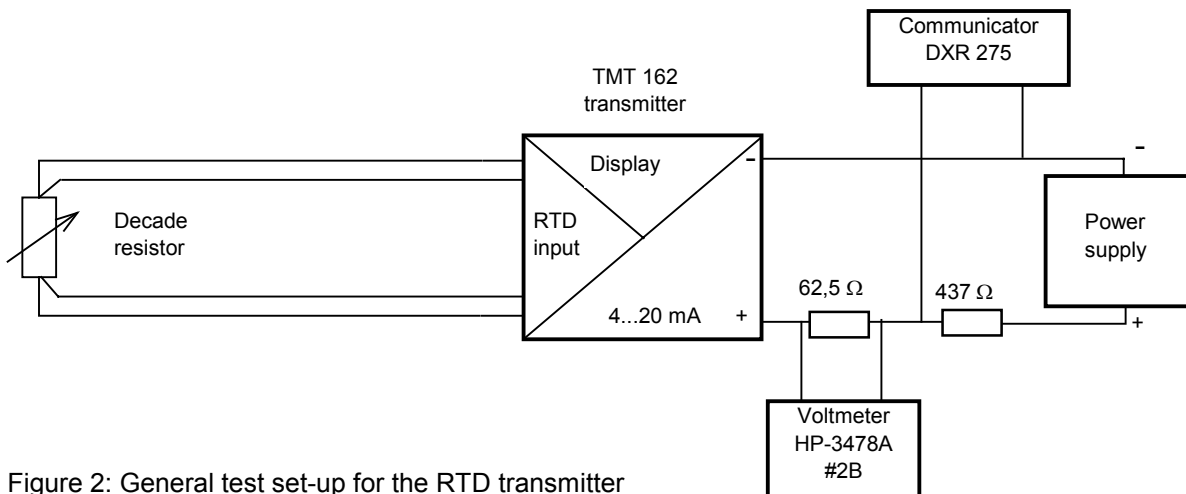 Communicator
DXR 275
TMT 162
transmitter
Display
-
-
Decade
resistor
RTD
input
Power
supply
62,5 Ω
437 Ω
4...20 mA
+
+
Voltmeter
HP-3478A
#2B
Figure 2: General test set-up for the RTD transmitter